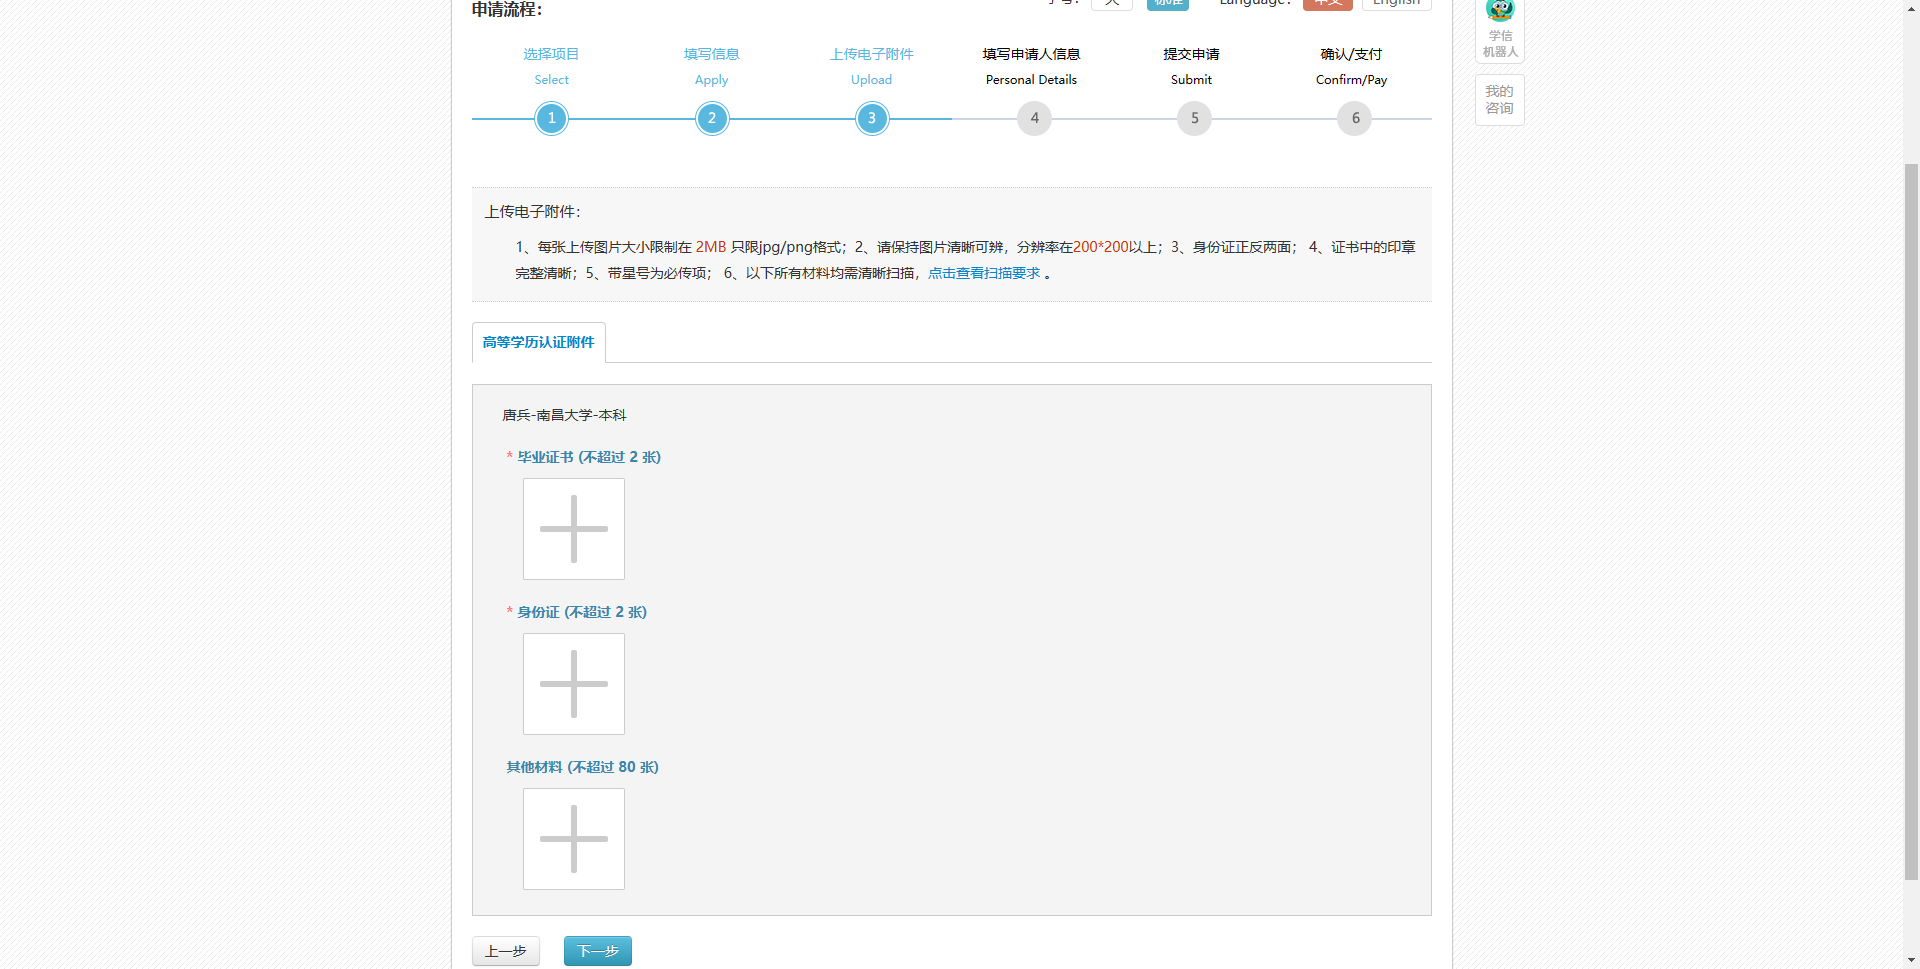 申请流程：
标准
Language：
中文
English
选择项目
Select
填写信息
Apply
上传电子附件
Upload
填写申请人信息
Personal Details
提交申请
Submit
确认/支付
Confirm/Pay
1
2
3
4
5
6
学信
机器人
我的
咨询
上传电子附件：
1、每张上传图片大小限制在 2MB 只限jpg/png格式；2、请保持图片清晰可辨，分辨率在200*200以上；3、身份证正反两面； 4、证书中的印章
完整清晰；5、带星号为必传项； 6、以下所有材料均需清晰扫描，点击查看扫描要求 。
高等学历认证附件
唐兵-南昌大学-本科
* 毕业证书 (不超过 2 张)
* 身份证 (不超过 2 张)
其他材料 (不超过 80 张)
上一步
下一步